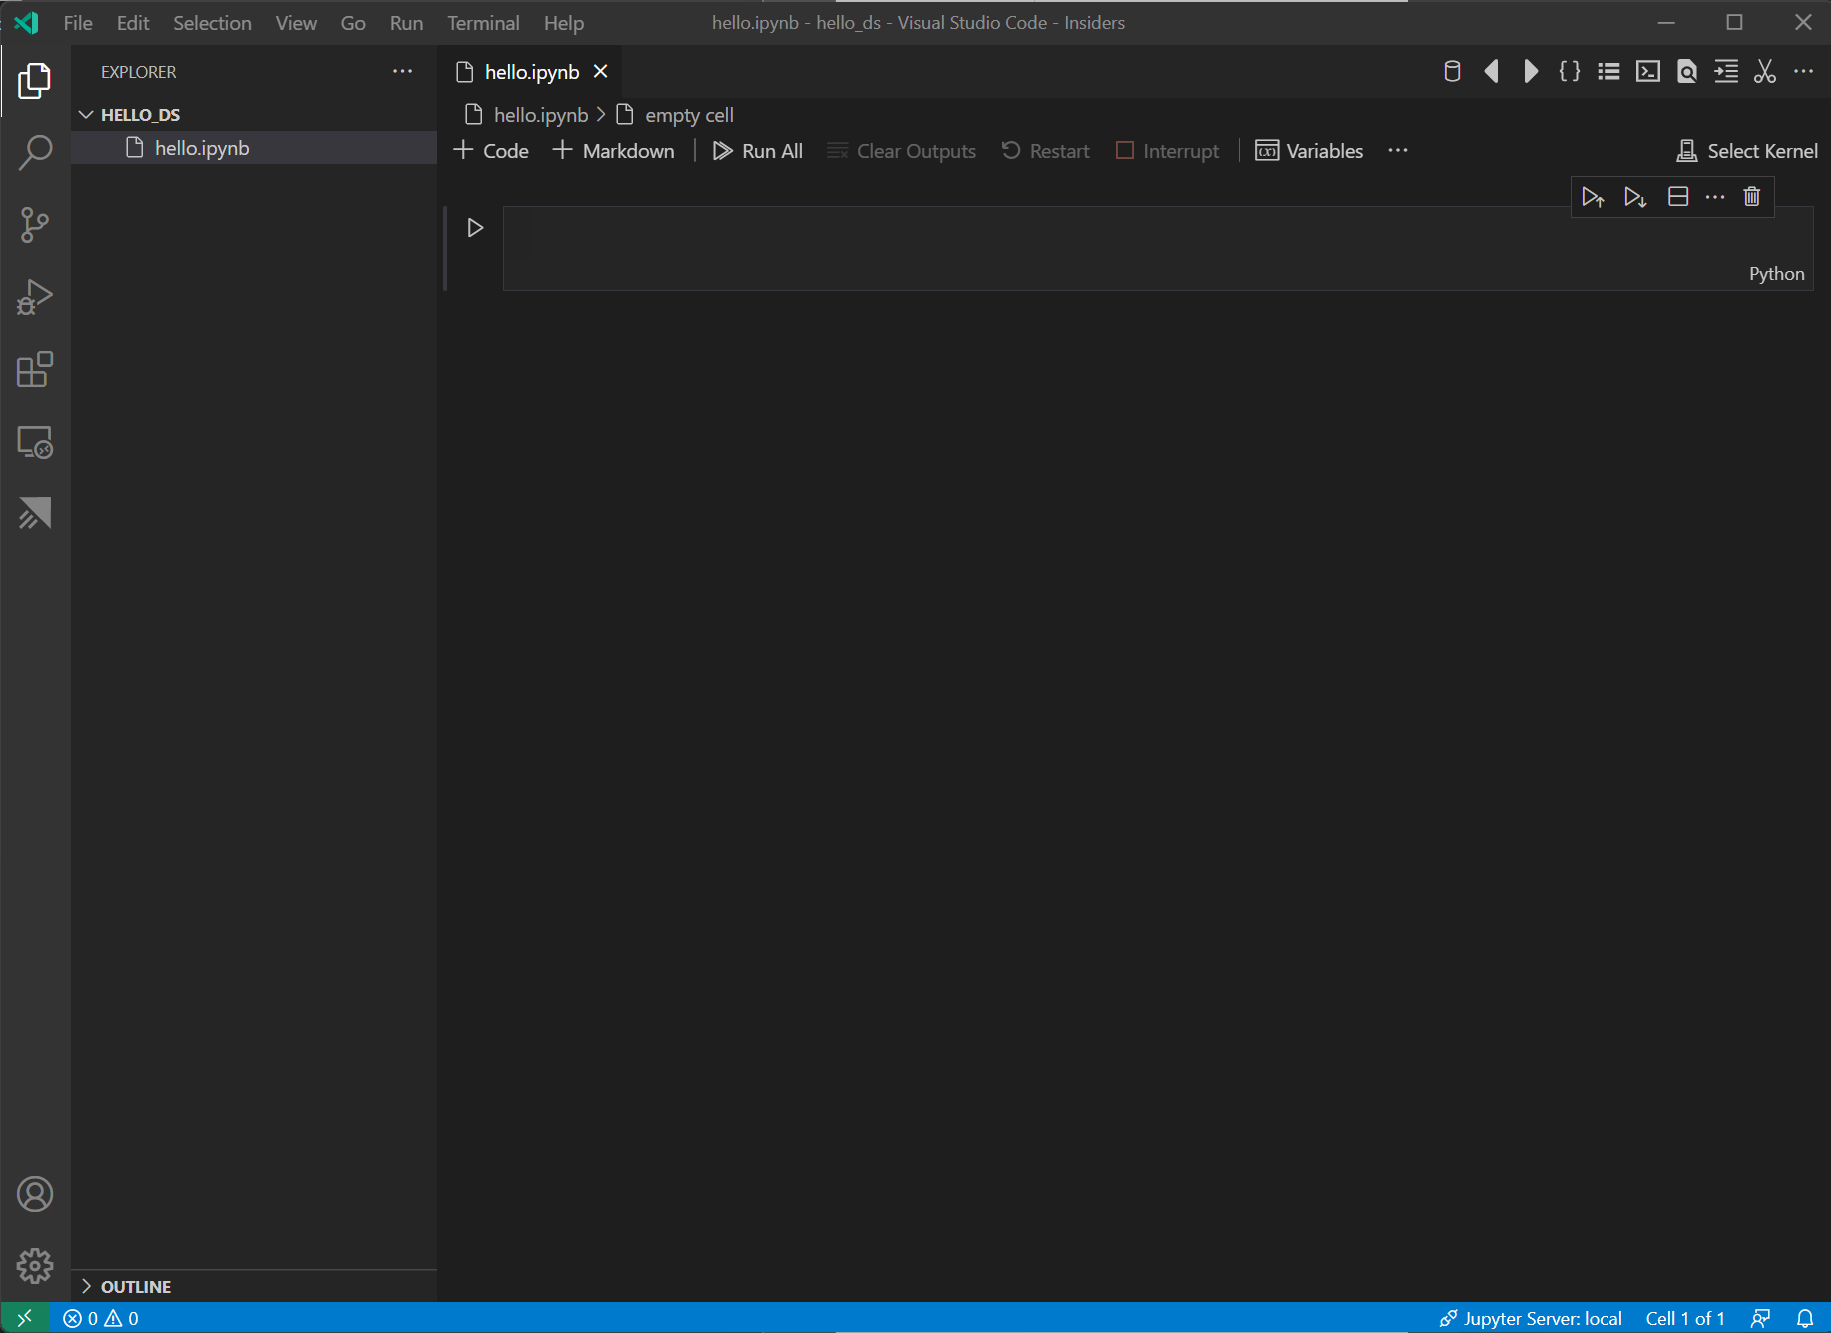 File Edit Selection View Go Run Terminal Help hello.ipynb - hello_ds - Visual Studio Code - Insiders
EXPLORER
HELLO_DS
hello.ipynb
hello.ipynb
hello.ipynb > empty cell
Code Markdown Run All Clear Outputs Restart Interrupt Variables Select Kernel
Python
OUTLINE
0 0 Jupyter Server: local Cell 1 of 1